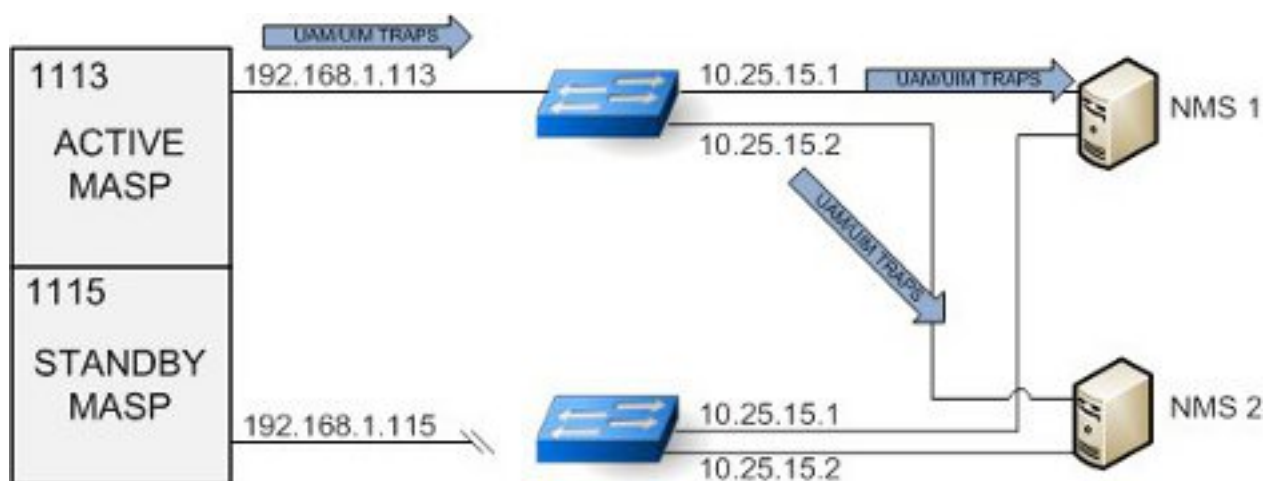 UAM/UIM TRAPS
1113
192.168.1.113
ACTIVE
MASP
10.25.15.1
UAM/UIM TRAPS
NMS 1
10.25.15.2
UAM/UIM TRAPS
1115
STANDBY
MASP
192.168.1.115
10.25.15.1
NMS 2
10.25.15.2